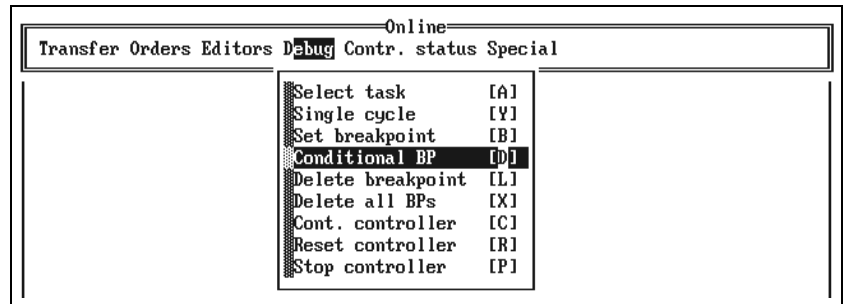 Online
Transfer Orders Editors Debug Contr. status Special
Select task [A]
Single cycle [Y]
Set breakpoint [B]
Conditional BP [D]
Delete breakpoint [L]
Delete all BPs [X]
Cont. controller [C]
Reset controller [R]
Stop controller [P]